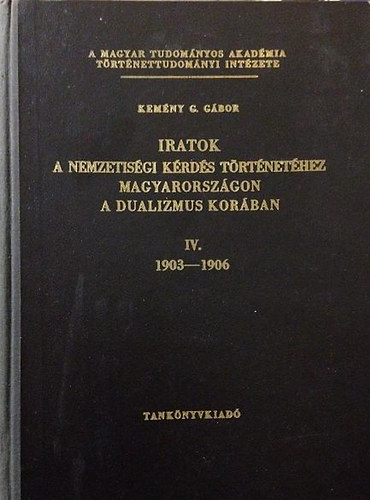 A MAGYAR TUDOMÁNYOS AKADÉMIA
TÖRTÉNETTUDOMÁNYI INTÉZETE
KEMÉNY G. GÁBOR
IRATOK
A NEMZETISÉGI KÉRDÉS TÖRTÉNETÉHEZ
MAGYARORSZÁGON
A DUALIZMUS KORÁBAN
IV.
1903—1906
TANKÖNYVKIADÓ